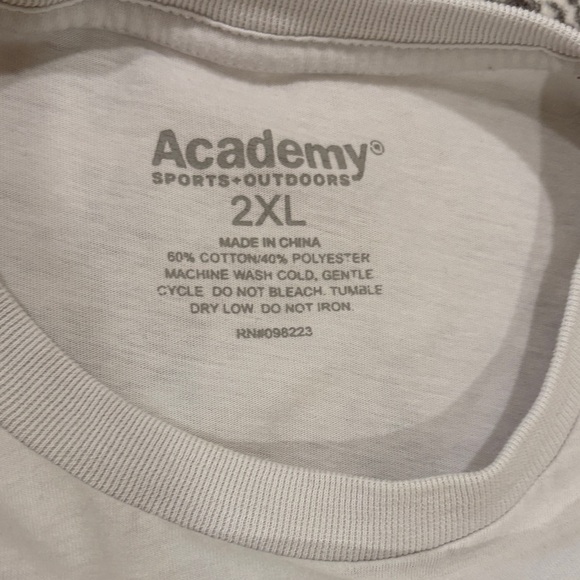 Academy®
SPORTS+OUTDOORS
2XL
MADE IN CHINA
60% COTTON/40% POLYESTER
MACHINE WASH COLD, GENTLE
CYCLE. DO NOT BLEACH. TUMBLE
DRY LOW. DO NOT IRON.
RN#098223